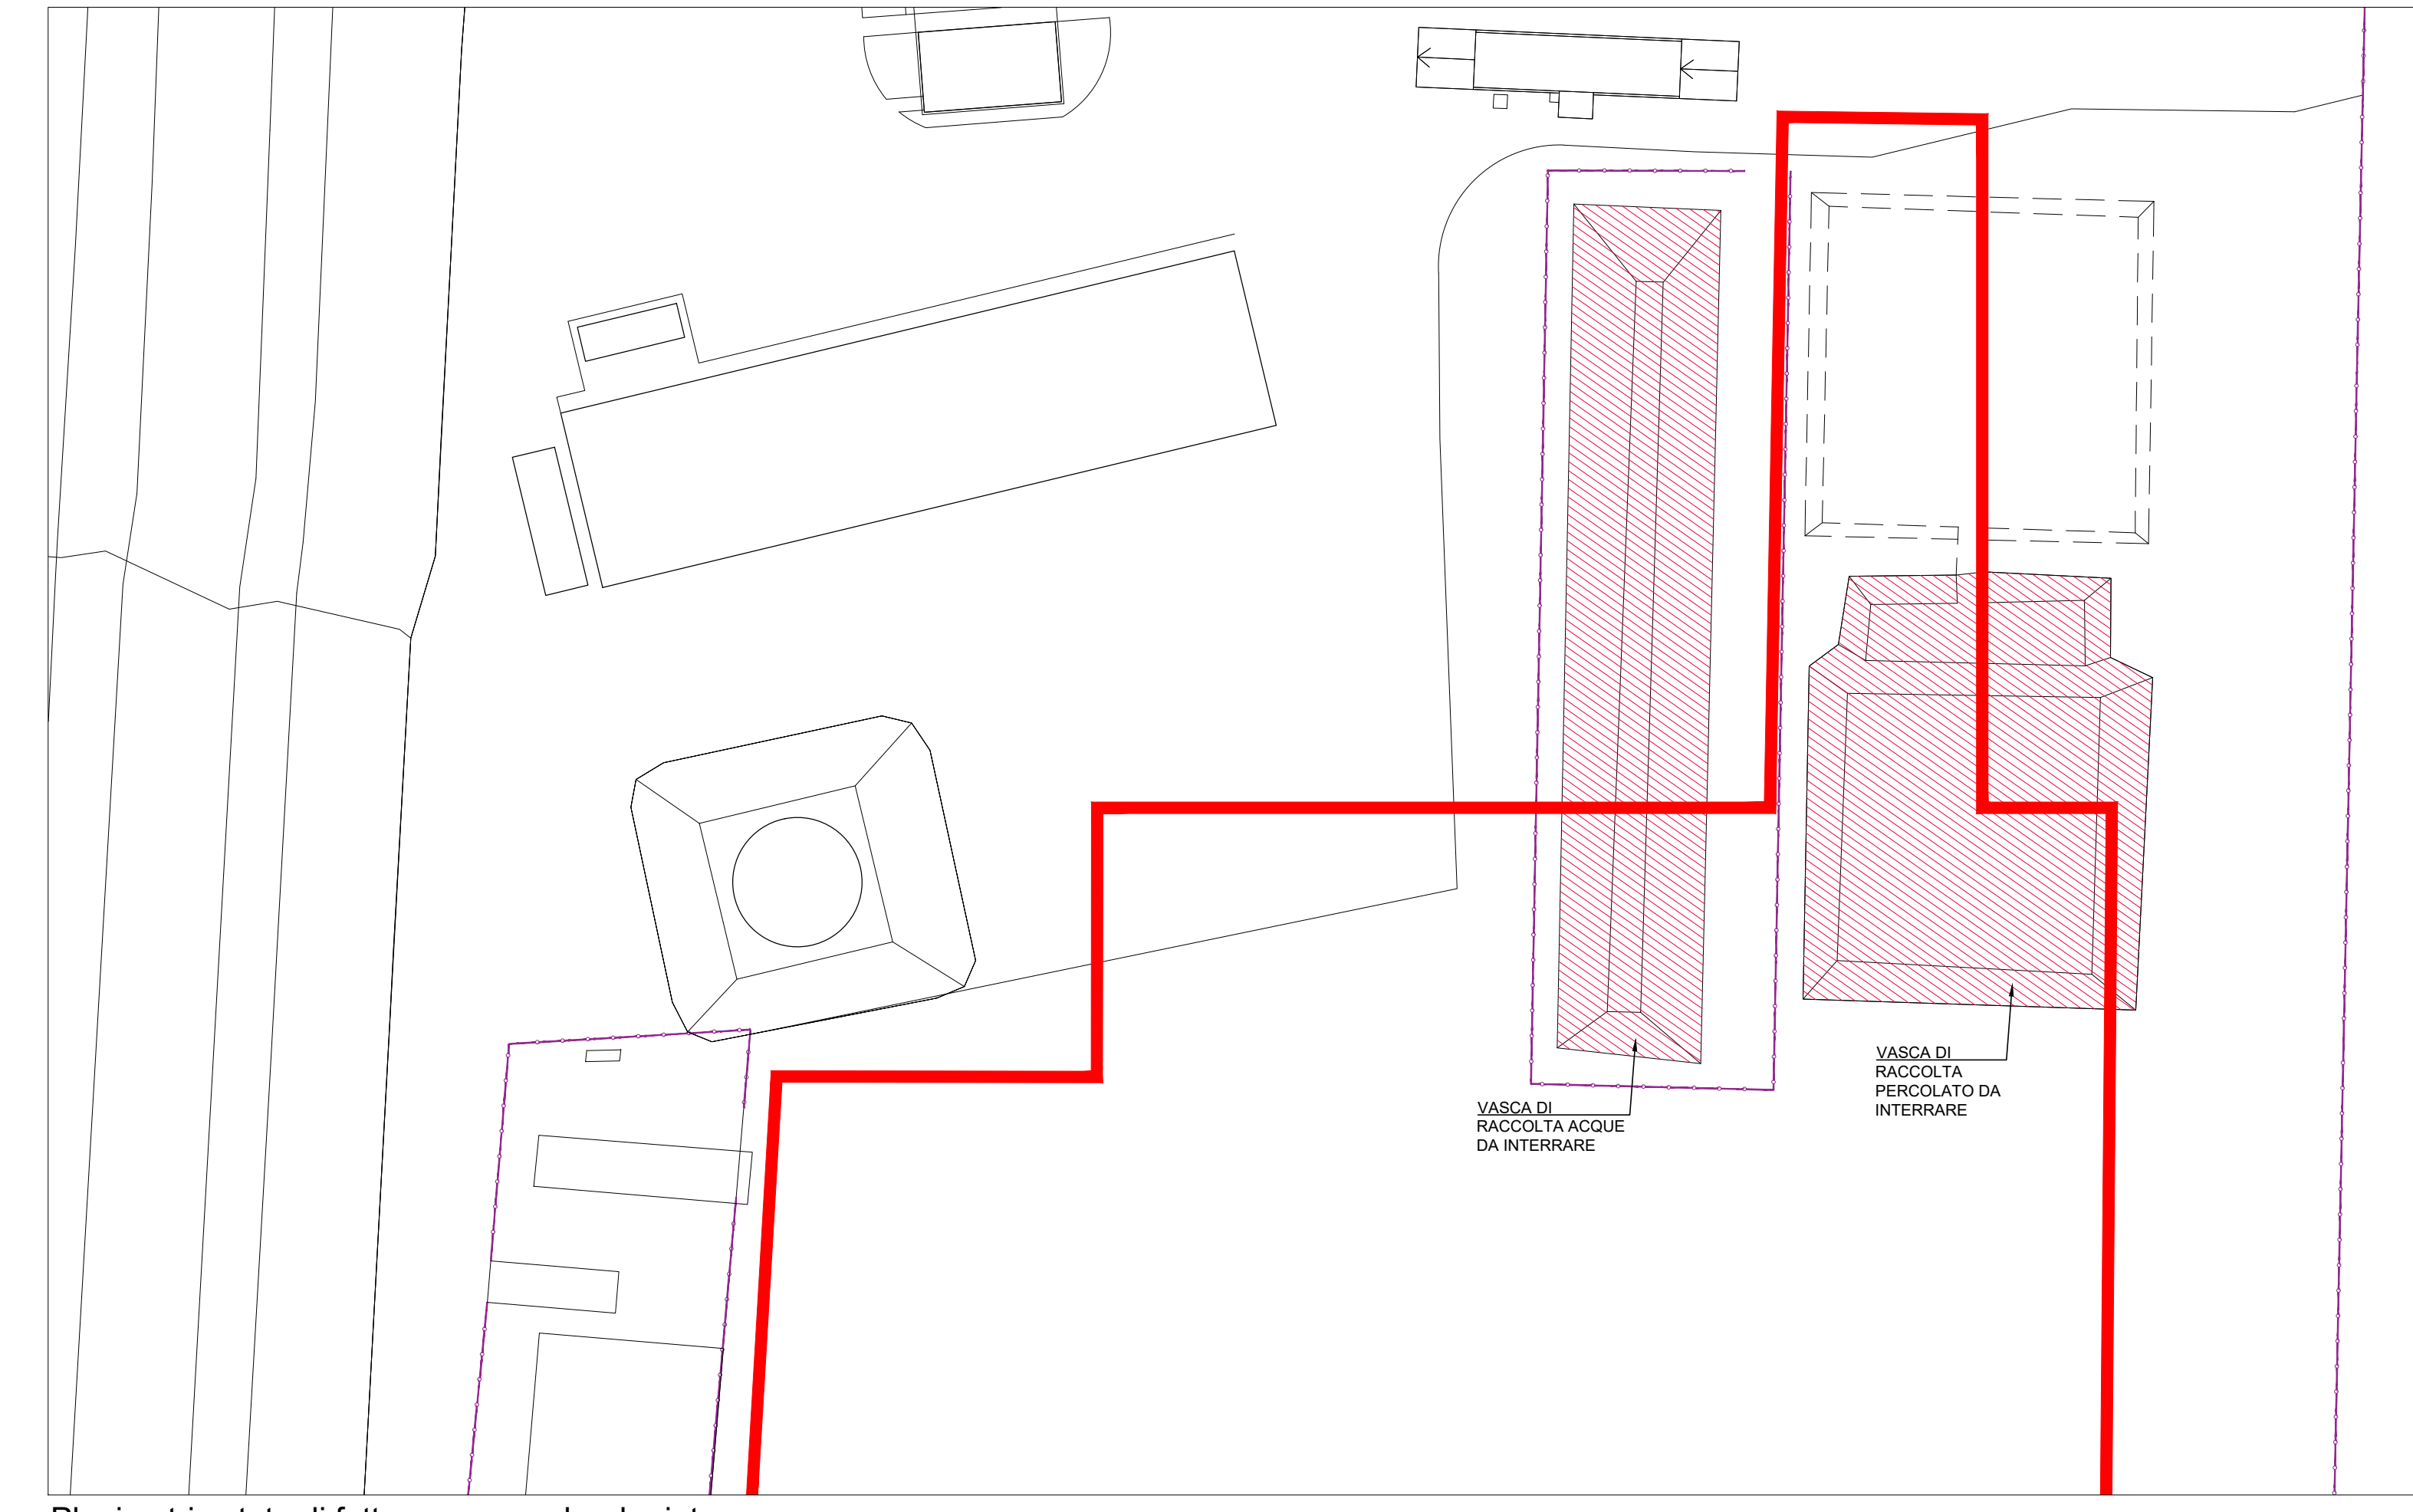 VASCA DI
RACCOLTA ACQUE
DA INTERRARE
VASCA DI
RACCOLTA
PERCOLATO DA
INTERRARE